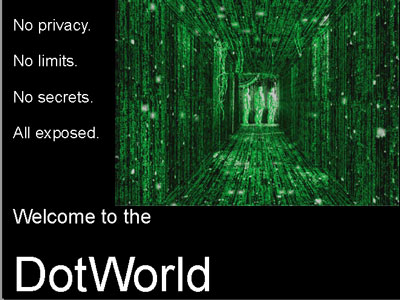 No privacy.
No limits.
No secrets.
All exposed.
Welcome to the
DotWorld